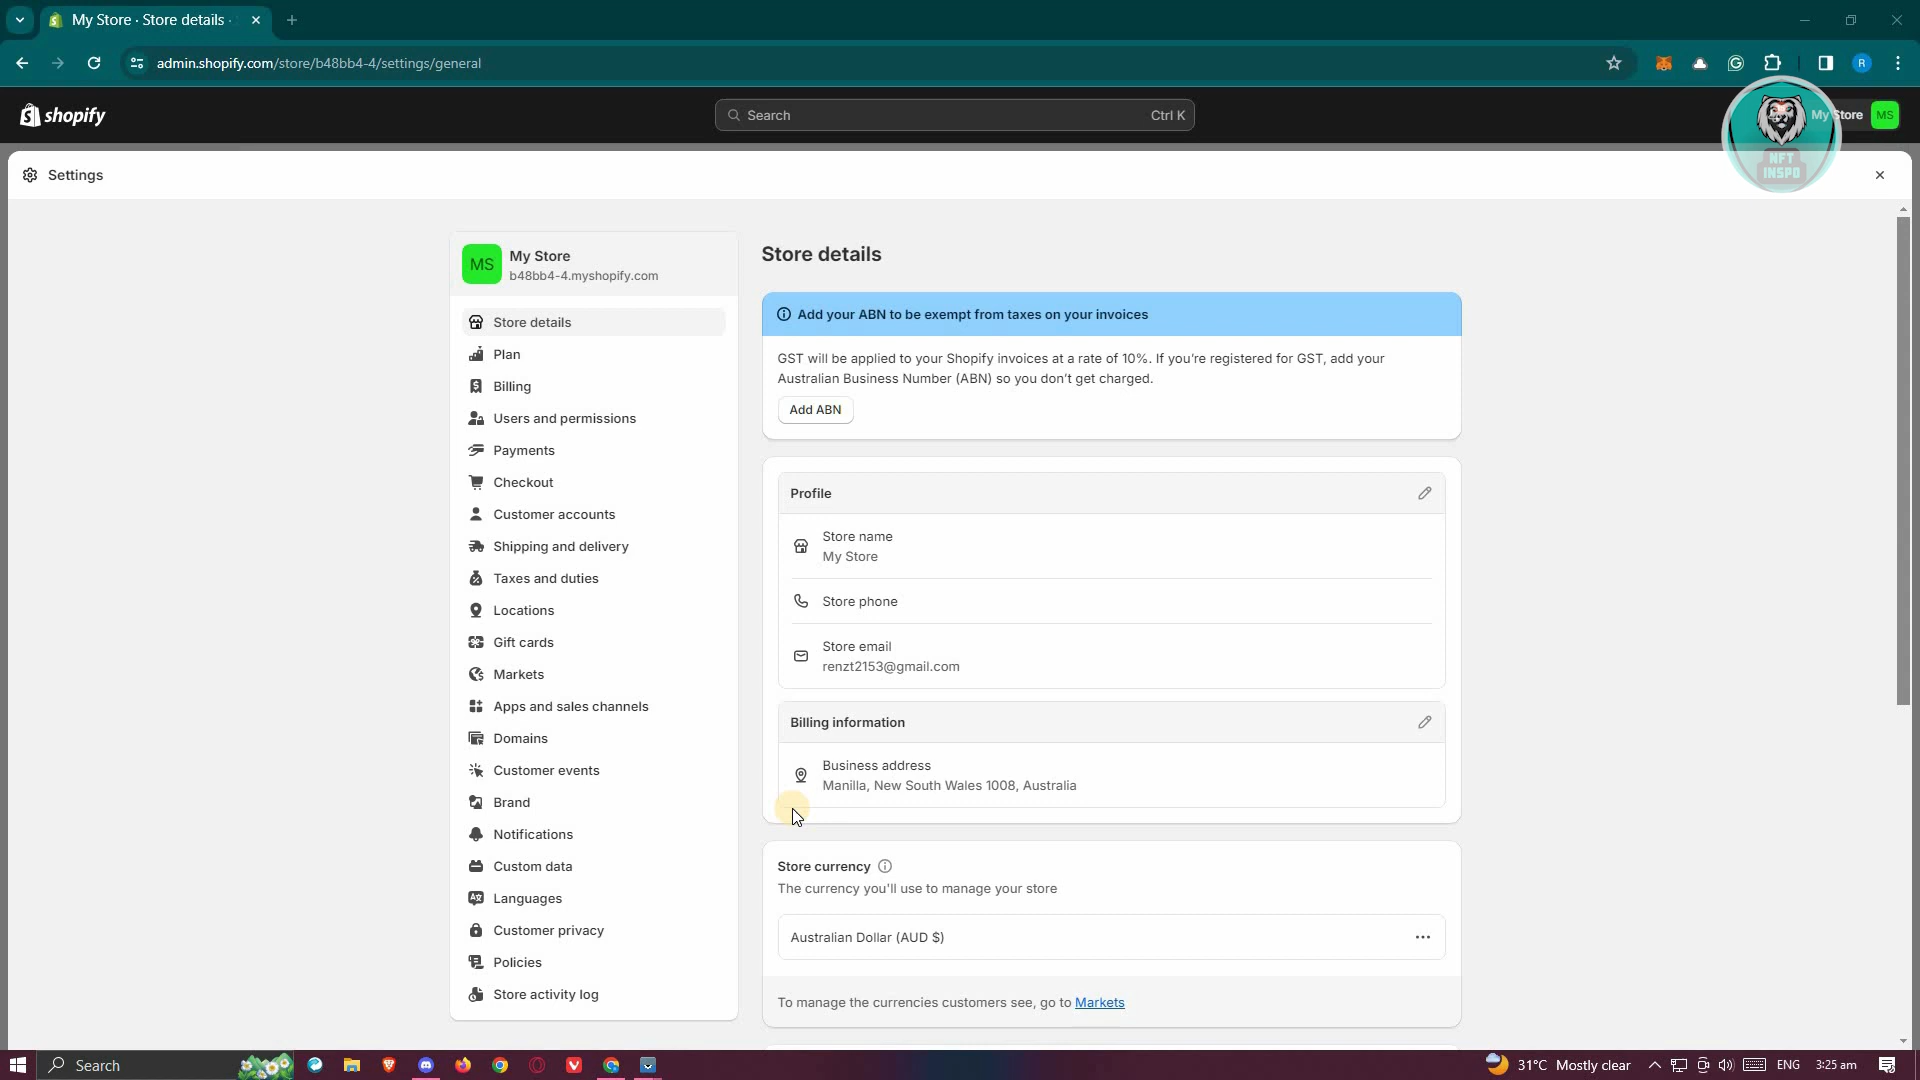 My Store · Store details ·
admin.shopify.com/store/b48bb4-4/settings/general
R
shopify
Search
Ctrl K
My Store
MS
NFT
INSPO
Settings
MS
My Store
b48bb4-4.myshopify.com
Store details
Plan
Billing
Users and permissions
Payments
Checkout
Customer accounts
Shipping and delivery
Taxes and duties
Locations
Gift cards
Markets
Apps and sales channels
Domains
Customer events
Brand
Notifications
Custom data
Languages
Customer privacy
Policies
Store activity log
Store details
Add your ABN to be exempt from taxes on your invoices
GST will be applied to your Shopify invoices at a rate of 10%. If you're registered for GST, add your
Australian Business Number (ABN) so you don't get charged.
Add ABN
Profile
Store name
My Store
Store phone
Store email
renzt2153@gmail.com
Billing information
Business address
Manilla, New South Wales 1008, Australia
Store currency
The currency you'll use to manage your store
Australian Dollar (AUD $)
To manage the currencies customers see, go to Markets
Search
31°C Mostly clear
ENG
3:25 am